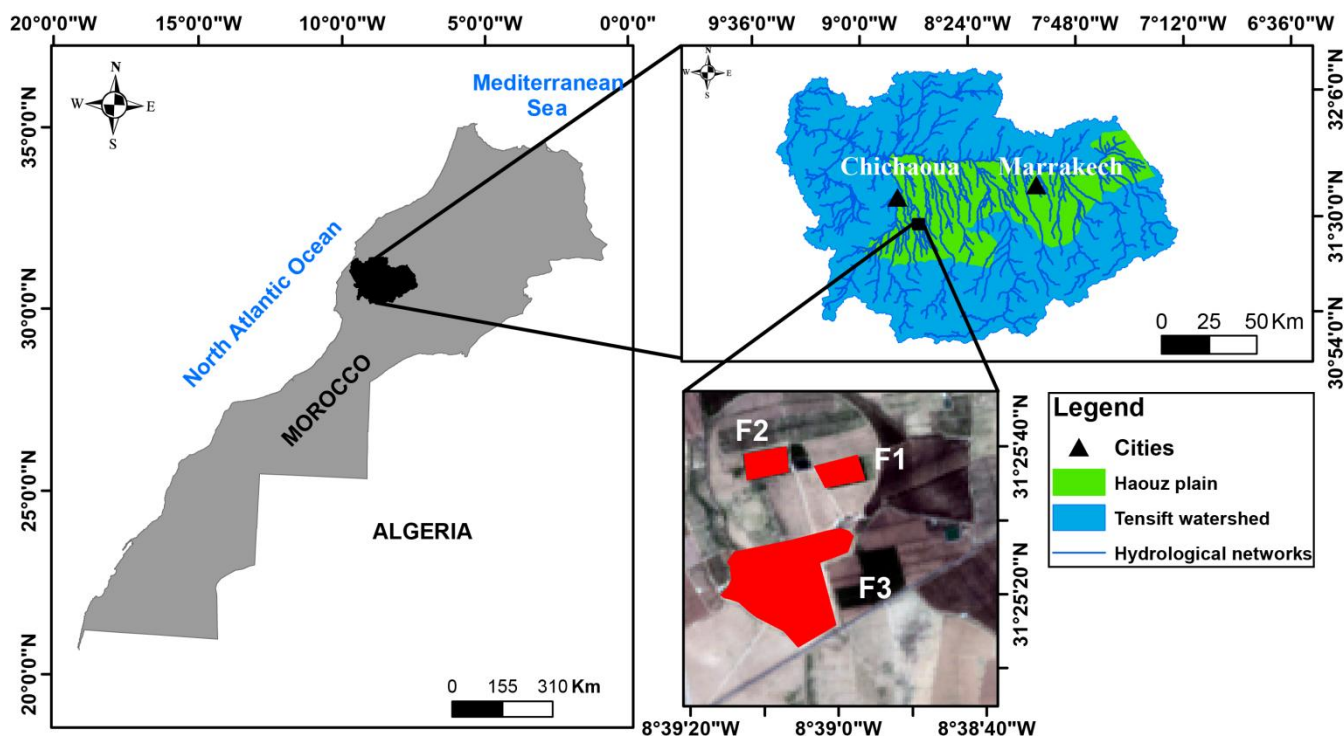 20°0'0"W 15°0'0"W 10°0'0"W 5°0'0"W 0°0'0"
35°0'0"N
30°0'0"N
25°0'0"N
20°0'0"N
N
W E
S
Mediterranean
Sea
North Atlantic Ocean
MOROCCO
ALGERIA
0 155 310 Km
9°36'0"W 9°0'0"W 8°24'0"W 7°48'0"W 7°12'0"W 6°36'0"W
N
W E
S
Chichaoua
Marrakech
32°6'0"N
31°30'0"N
30°54'0"N
0 25 50 Km
F2
F1
F3
31°25'40"N
31°25'20"N
8°39'20"W 8°39'0"W 8°38'40"W
Legend
Cities
Haouz plain
Tensift watershed
Hydrological networks